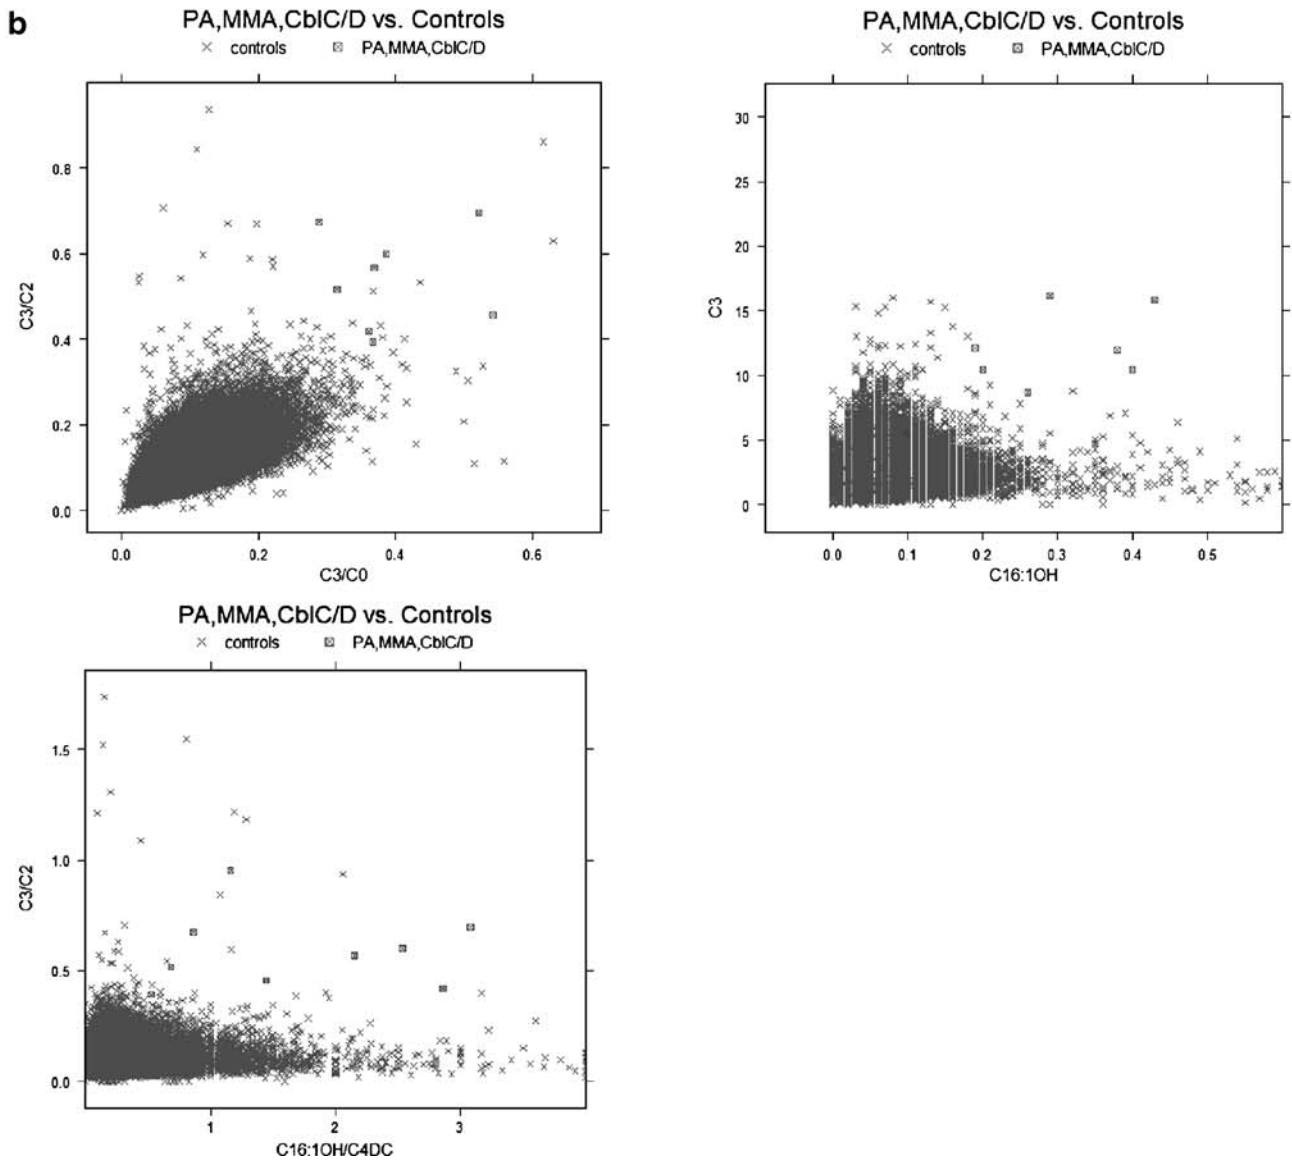 b
PA,MMA,CblC/D vs. Controls
controls PA,MMA,CblC/D
0.8
0.6
0.4
0.2
0.0
C3/C2
0.0 0.2 0.4 0.6
C3/C0
PA,MMA,CblC/D vs. Controls
controls PA,MMA,CblC/D
30
25
20
15
10
5
0
C3
0.0 0.1 0.2 0.3 0.4 0.5
C16:1OH
PA,MMA,CblC/D vs. Controls
controls PA,MMA,CblC/D
1.5
1.0
0.5
0.0
C3/C2
1 2 3
C16:1OH/C4DC